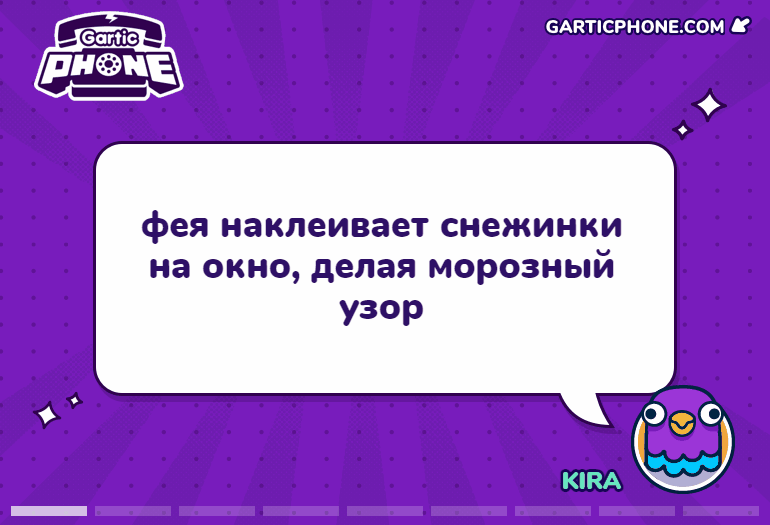 Gartic
PHONE
GARTICPHONE.COM
фея наклеивает снежинки
на окно, делая морозный
узор
KIRA